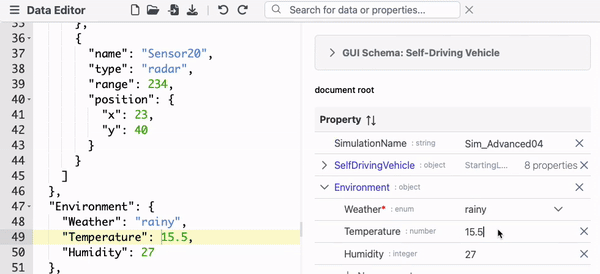 Data Editor
Search for data or properties...
35 },
36 {
37 "name": "Sensor20",
38 "type": "radar",
39 "range": 234,
40 "position": {
41 "x": 23,
42 "y": 40
43 }
44 }
45 ]
46 },
47 "Environment": {
48 "Weather": "rainy",
49 "Temperature": 15.5,
50 "Humidity": 27
51 },
GUI Schema: Self-Driving Vehicle
document root
Property
SimulationName : string Sim_Advanced04
SelfDrivingVehicle : object StartingL... 8 properties
Environment : object
Weather* : enum rainy
Temperature : number 15.5
Humidity : integer 27